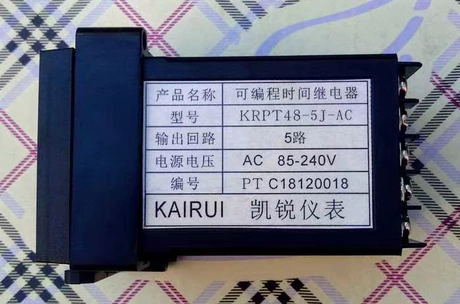 产品名称 可编程时间继电器
型号 KRPT48-5J-AC
输出回路 5路
电源电压 AC 85-240V
编号 PT C18120018
KAIRUI 凯锐仪表